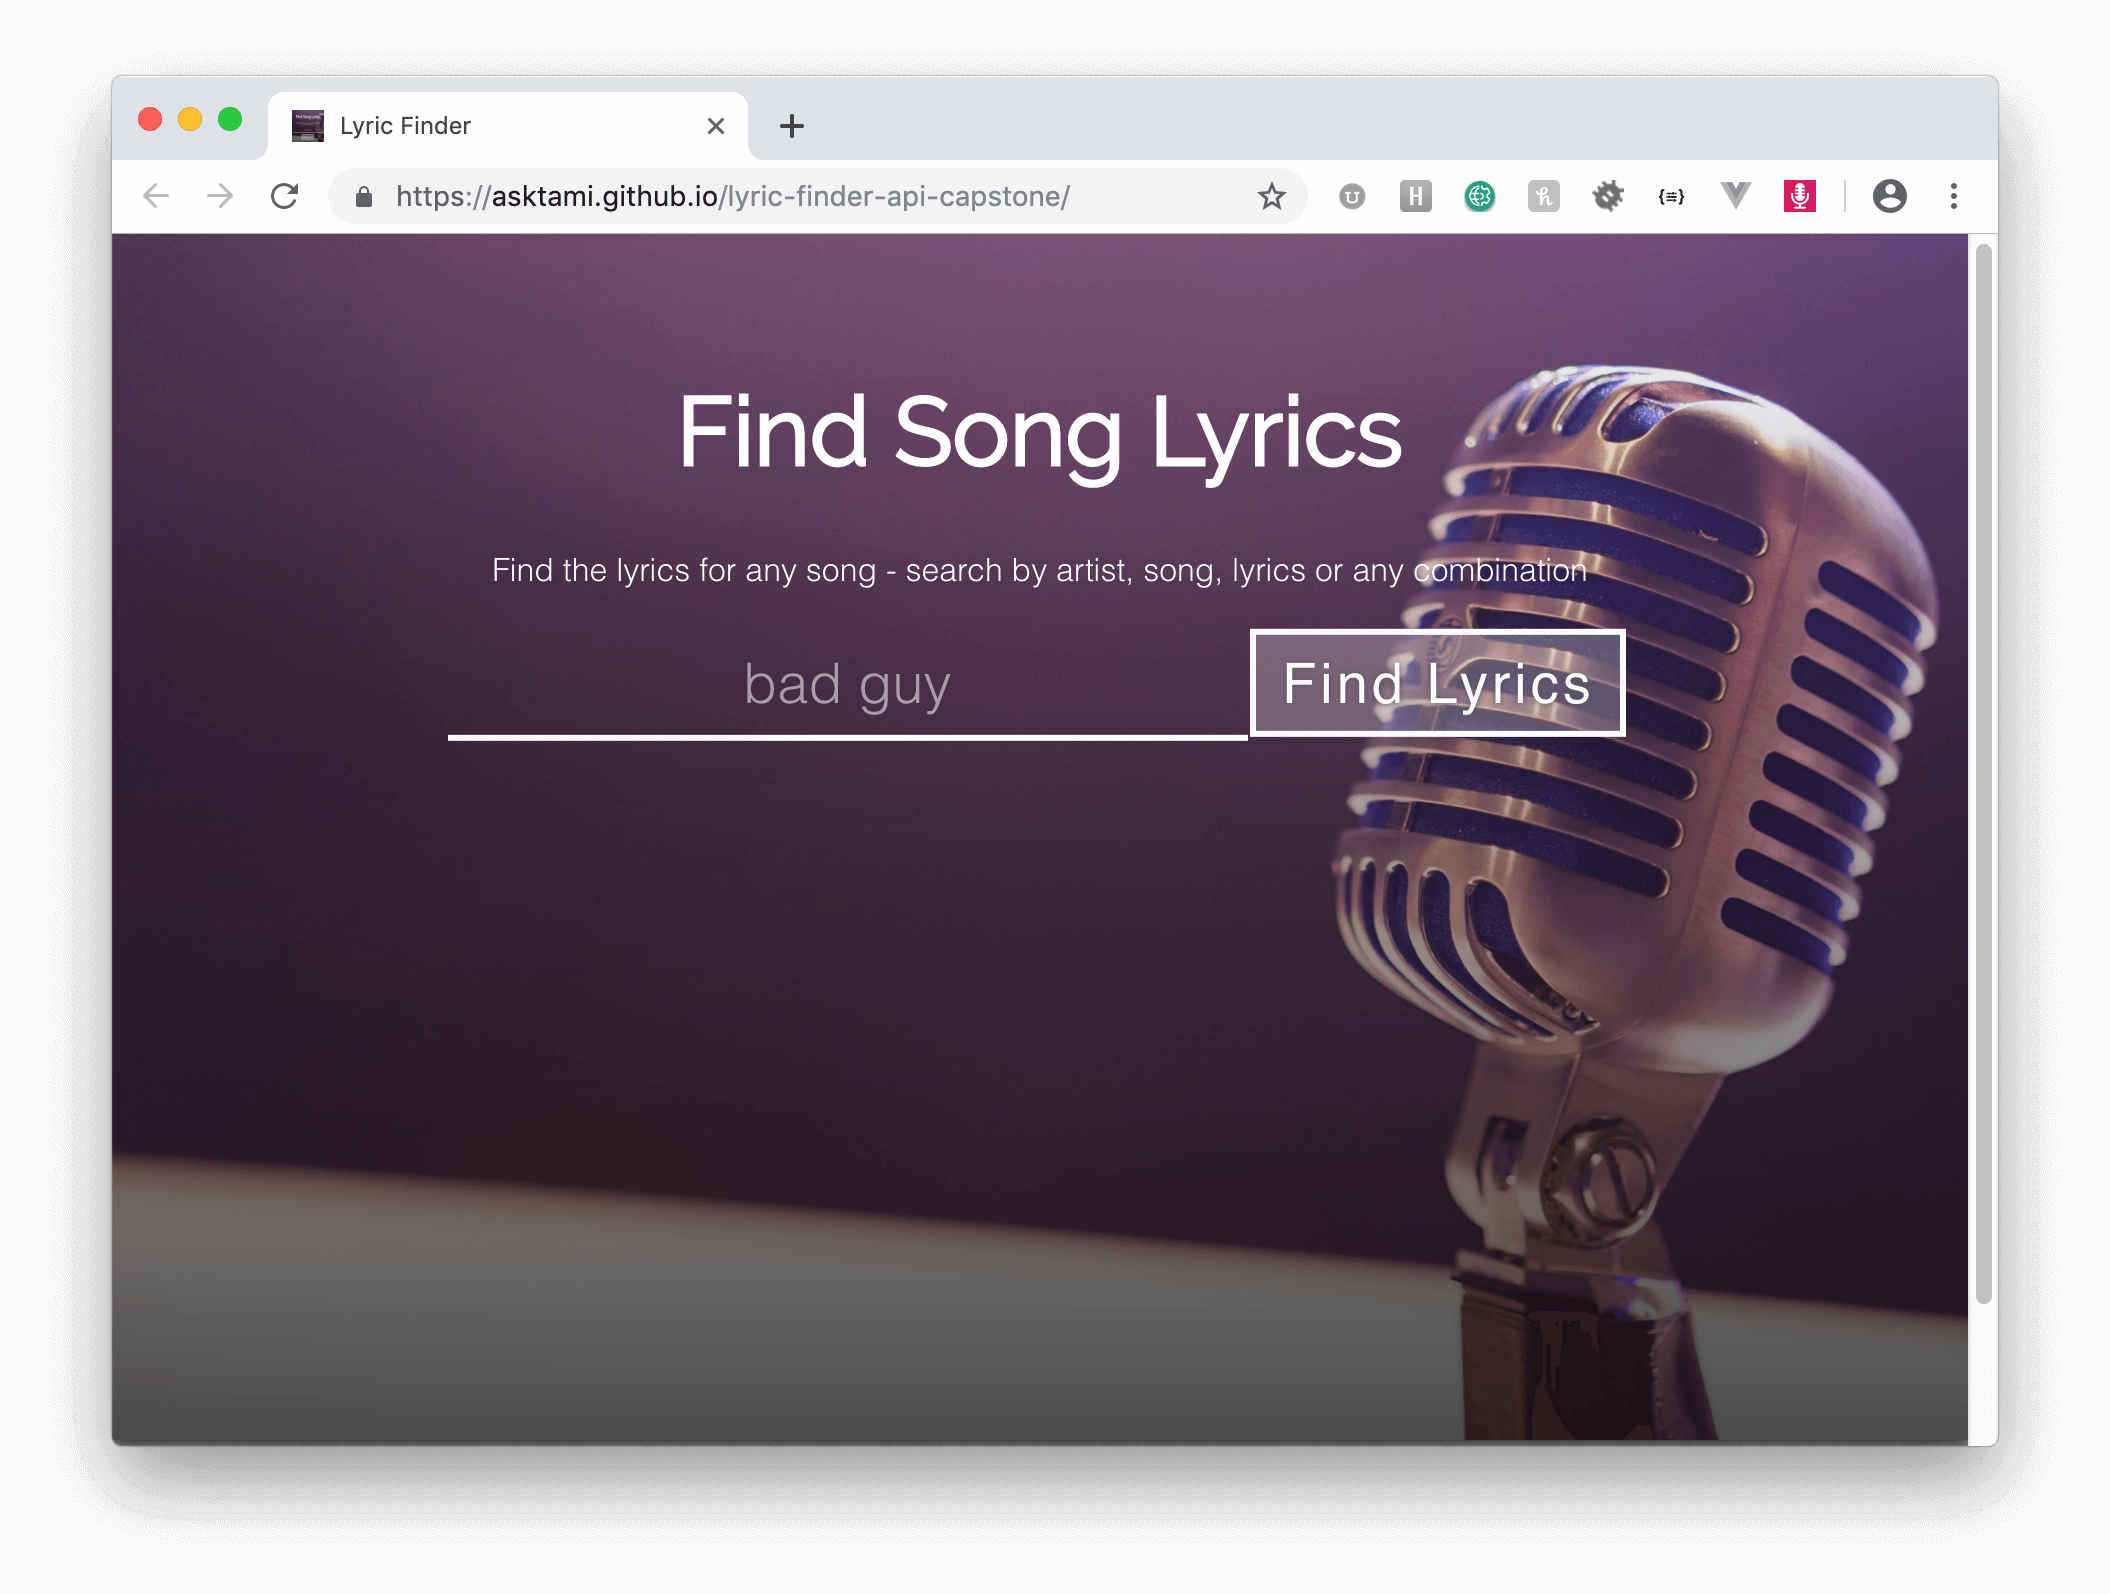 Lyric Finder
https://asktami.github.io/lyric-finder-api-capstone/
Find Song Lyrics
Find the lyrics for any song - search by artist, song, lyrics or any combination
bad guy
Find Lyrics